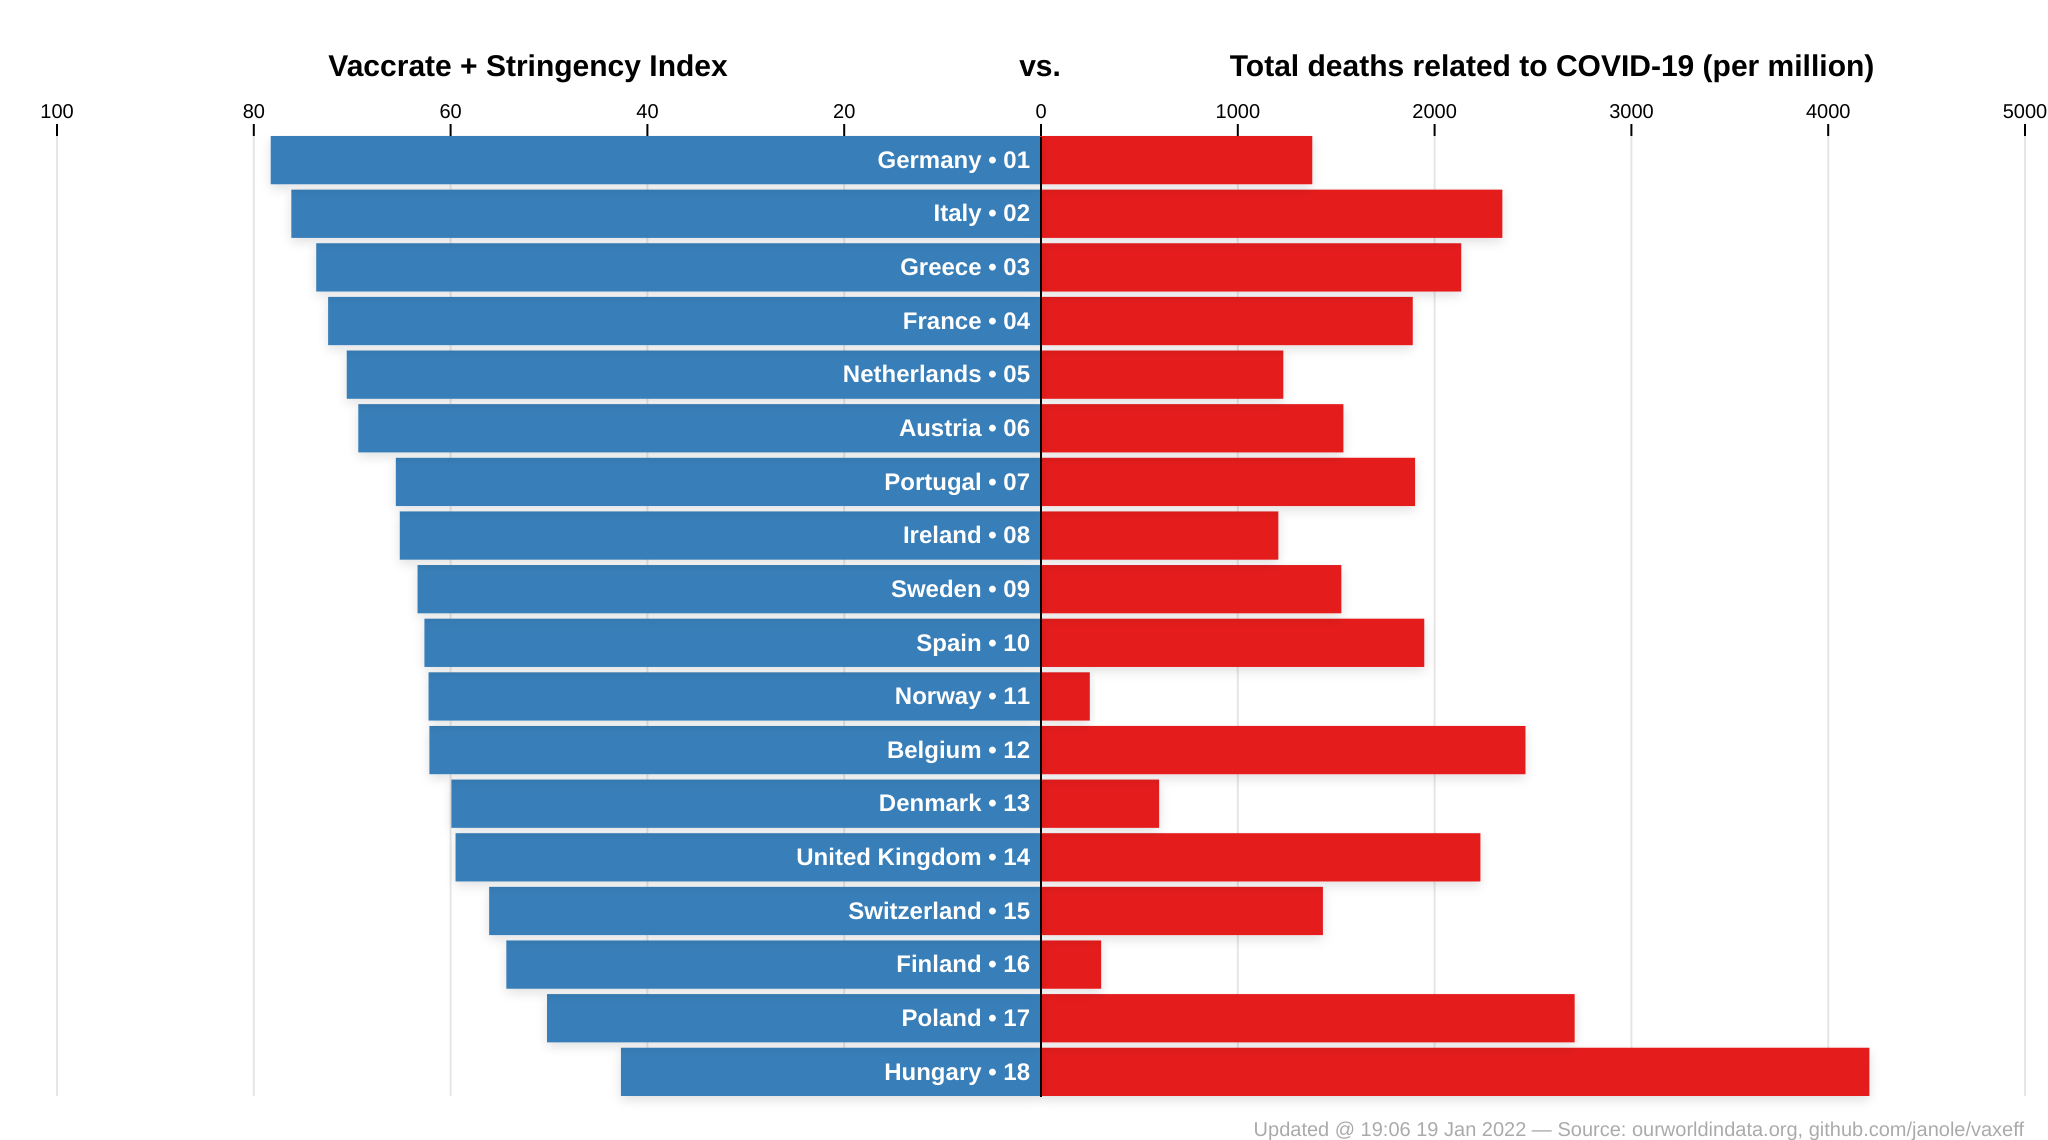 Vaccrate + Stringency Index vs. Total deaths related to COVID-19 (per million)
100 80 60 40 20 0 1000 2000 3000 4000 5000
Germany • 01
Italy • 02
Greece • 03
France • 04
Netherlands • 05
Austria • 06
Portugal • 07
Ireland • 08
Sweden • 09
Spain • 10
Norway • 11
Belgium • 12
Denmark • 13
United Kingdom • 14
Switzerland • 15
Finland • 16
Poland • 17
Hungary • 18
Updated @ 19:06 19 Jan 2022 — Source: ourworldindata.org, github.com/janole/vaxeff